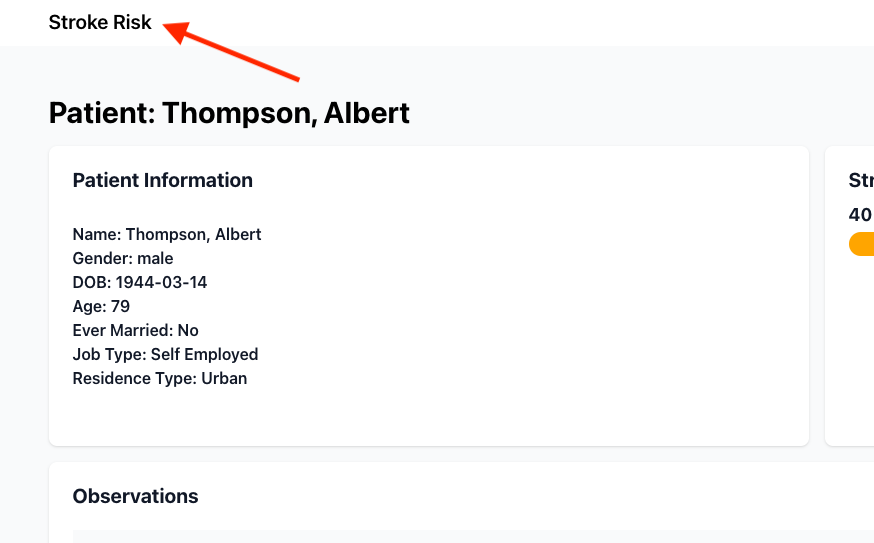 Stroke Risk
Patient: Thompson, Albert
Patient Information
Name: Thompson, Albert
Gender: male
DOB: 1944-03-14
Age: 79
Ever Married: No
Job Type: Self Employed
Residence Type: Urban
40
Observations